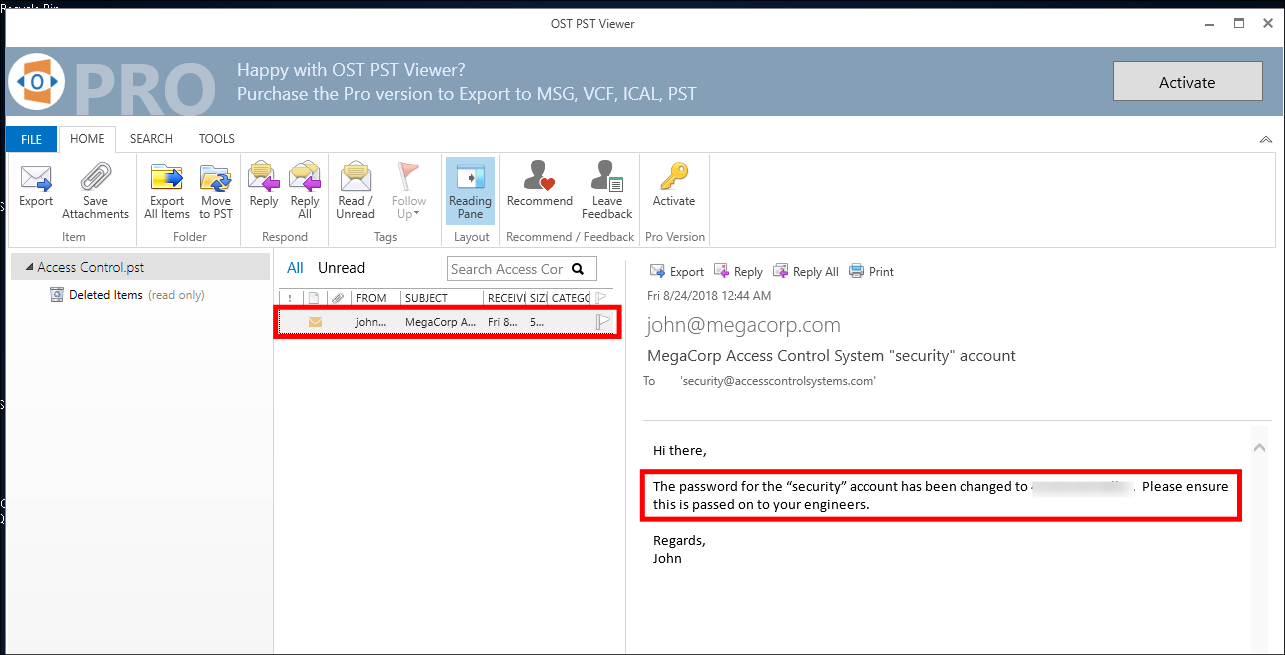 Recycle Bin
OST PST Viewer
PRO
Happy with OST PST Viewer?
Purchase the Pro version to Export to MSG, VCF, ICAL, PST
Activate
FILE HOME SEARCH TOOLS
Export Save Attachments Export All Items Move to PST Reply Reply All Read / Unread Follow Up Reading Pane Recommend Leave Feedback Activate
Item Folder Respond Tags Layout Recommend / Feedback Pro Version
Access Control.pst
Deleted Items (read only)
All Unread Search Access Cor
! FROM SUBJECT RECEIVI SIZI CATEGO
john... MegaCorp A... Fri 8... 5...
Export Reply Reply All Print
Fri 8/24/2018 12:44 AM
john@megacorp.com
MegaCorp Access Control System "security" account
To 'security@accesscontrolsystems.com'
Hi there,
The password for the “security” account has been changed to . Please ensure
this is passed on to your engineers.
Regards,
John